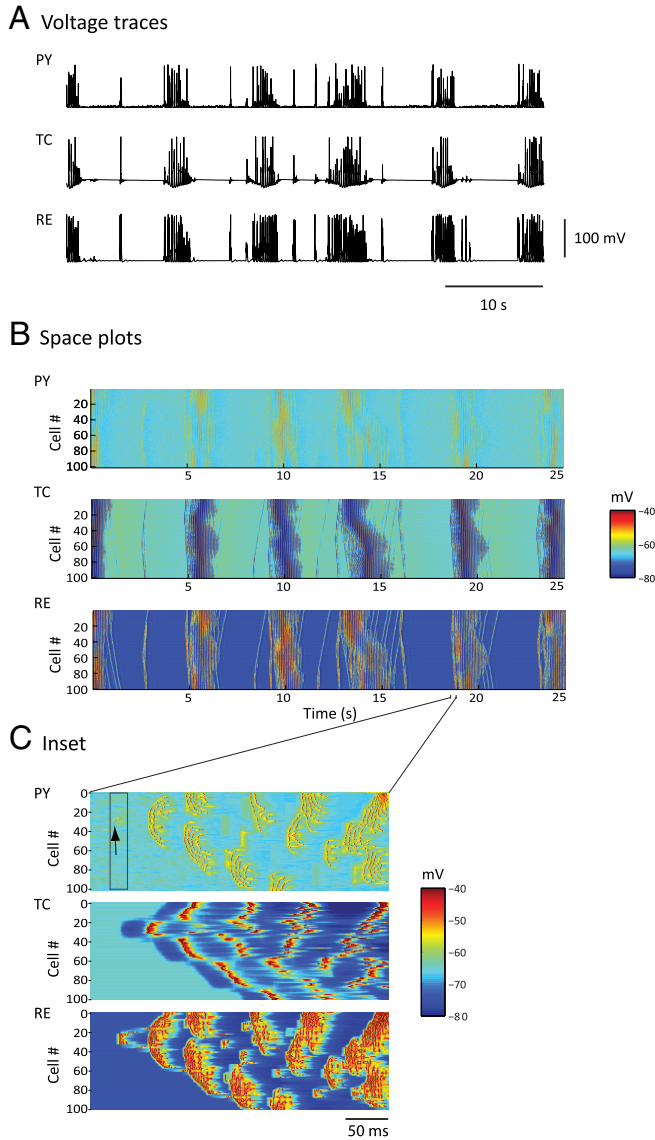 A Voltage traces
PY
TC
RE
100 mV
10 s
B Space plots
PY
Cell #
20
40
60
80
100
5 10 15 20 25
TC
Cell #
20
40
60
80
100
5 10 15 20 25
mV
-40
-60
-80
RE
Cell #
20
40
60
80
100
5 10 15 20 25
Time (s)
C Inset
PY
Cell #
0
20
40
60
80
100
TC
Cell #
0
20
40
60
80
100
mV
-40
-50
-60
-70
-80
RE
Cell #
0
20
40
60
80
100
50 ms